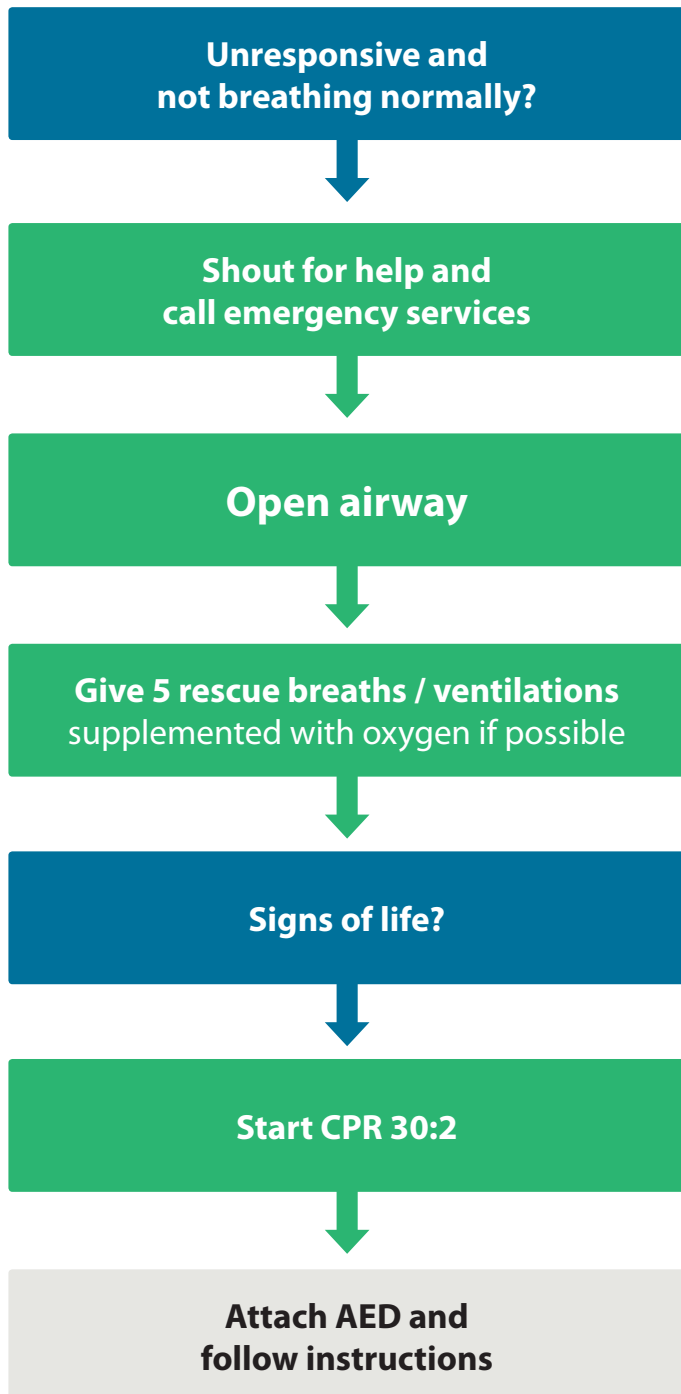 Unresponsive and
not breathing normally?
Shout for help and
call emergency services
Open airway
Give 5 rescue breaths / ventilations
supplemented with oxygen if possible
Signs of life?
Start CPR 30:2
Attach AED and
follow instructions